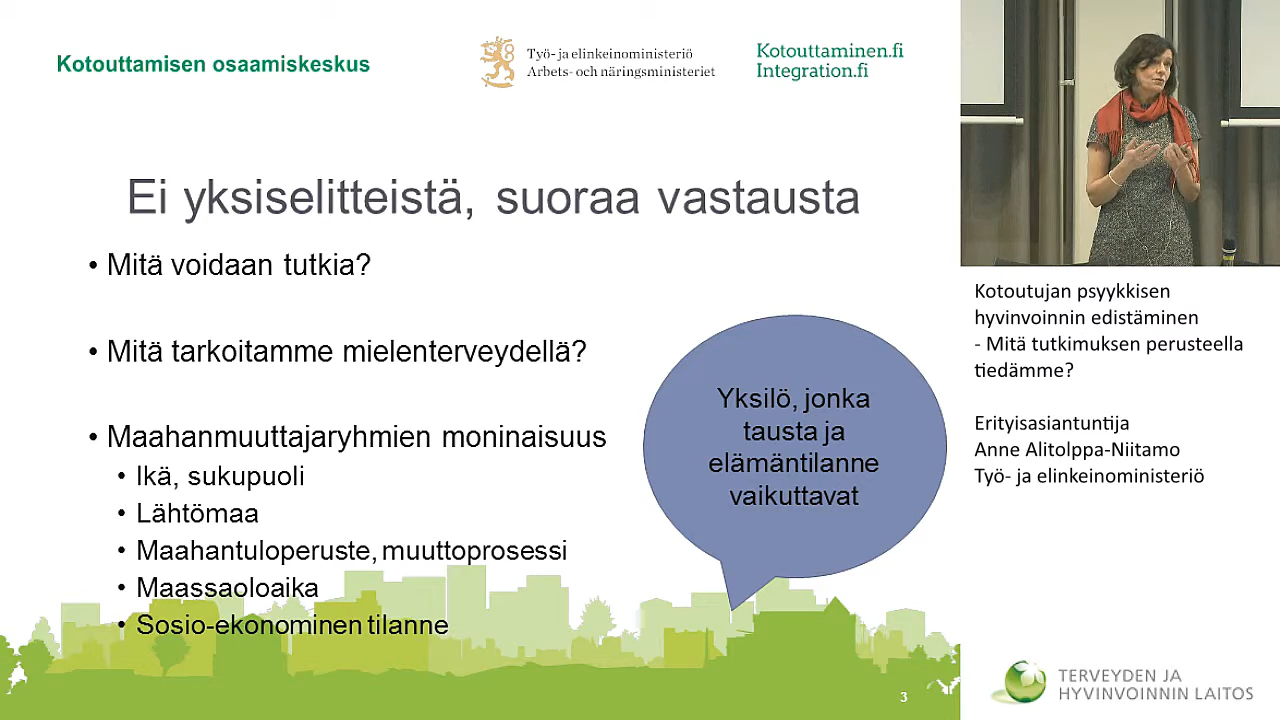 Kotouttamisen osaamiskeskus
Työ- ja elinkeinoministeriö
Arbets- och näringsministeriet
Kotouttaminen.fi
Integration.fi
Ei yksiselitteistä, suoraa vastausta
• Mitä voidaan tutkia?
• Mitä tarkoitamme mielenterveydellä?
• Maahanmuuttajaryhmien moninaisuus
• Ikä, sukupuoli
• Lähtömaa
• Maahantuloperuste, muuttoprosessi
• Maassaoloaika
• Sosio-ekonominen tilanne
Yksilö, jonka
tausta ja
elämäntilanne
vaikuttavat
3
Kotoutujan psyykkisen
hyvinvoinnin edistäminen
- Mitä tutkimuksen perusteella
tiedämme?
Erityisasiantuntija
Anne Alitolppa-Niitamo
Työ- ja elinkeinoministeriö
TERVEYDEN JA
HYVINVOINNIN LAITOS